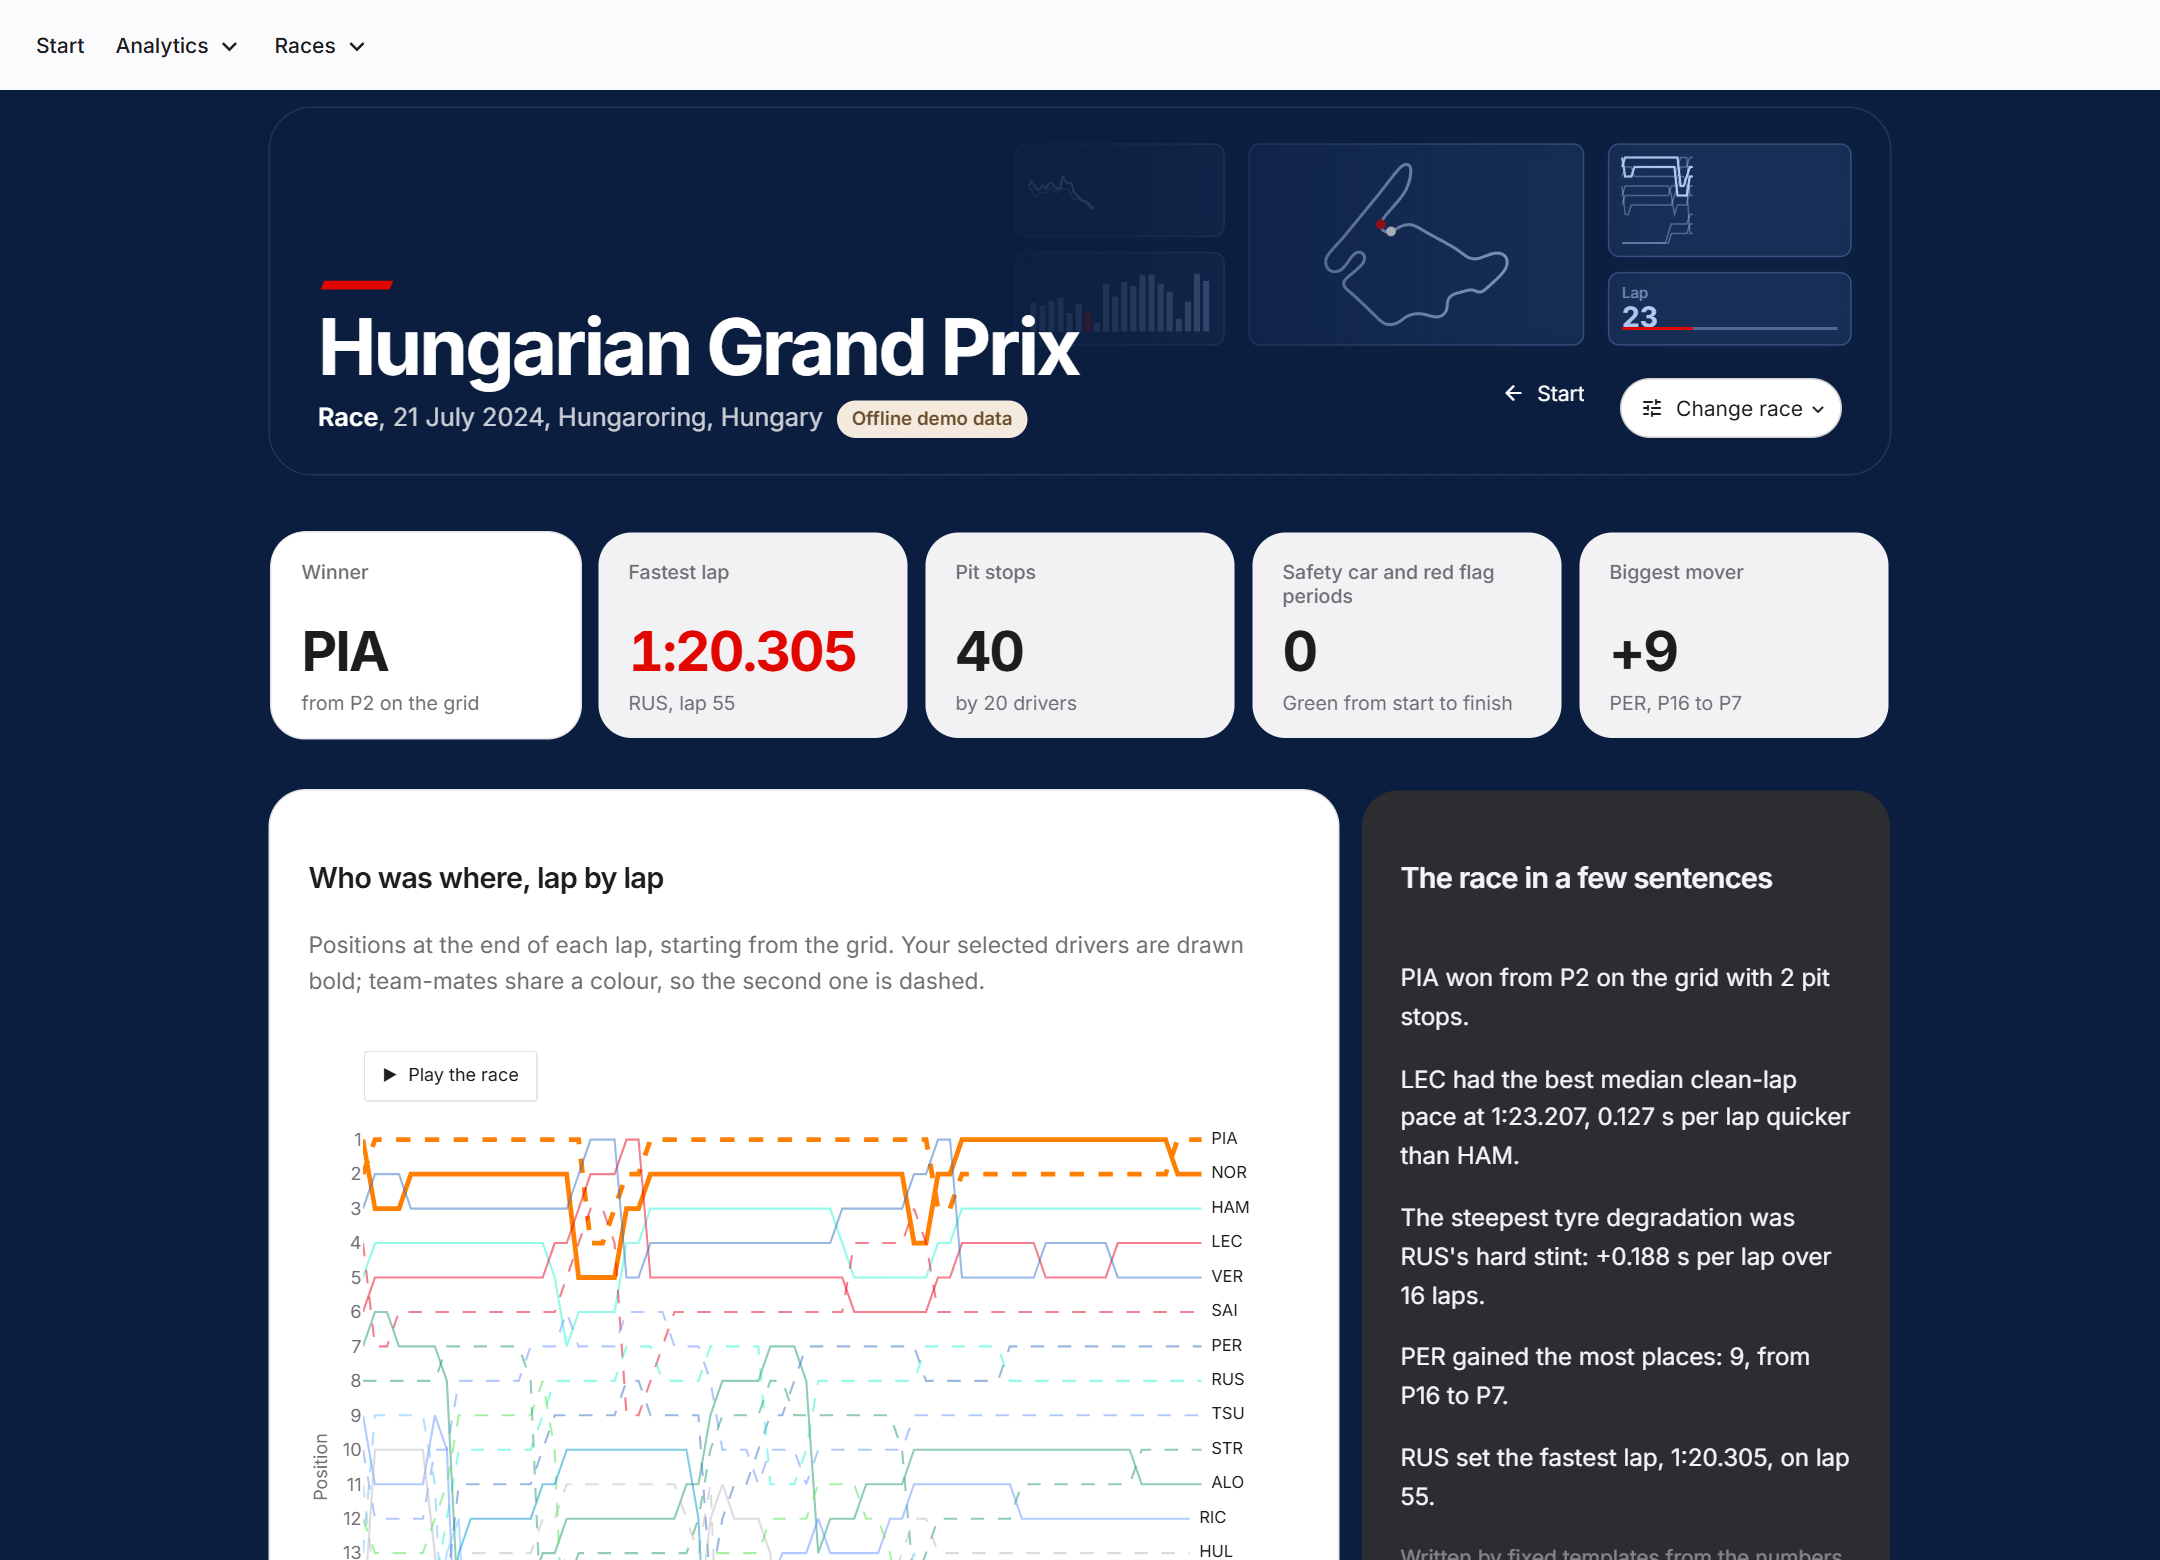 Start
Analytics
Races
Lap
23
Hungarian Grand Prix
Race, 21 July 2024, Hungaroring, Hungary
Offline demo data
Start
Change race
Winner
PIA
from P2 on the grid
Fastest lap
1:20.305
RUS, lap 55
Pit stops
40
by 20 drivers
Safety car and red flag
periods
0
Green from start to finish
Biggest mover
+9
PER, P16 to P7
Who was where, lap by lap
Positions at the end of each lap, starting from the grid. Your selected drivers are drawn
bold; team-mates share a colour, so the second one is dashed.
Play the race
Position
1
2
3
4
5
6
7
8
9
10
11
12
13
PIA
NOR
HAM
LEC
VER
SAI
PER
RUS
TSU
STR
ALO
RIC
HUL
The race in a few sentences
PIA won from P2 on the grid with 2 pit
stops.
LEC had the best median clean-lap
pace at 1:23.207, 0.127 s per lap quicker
than HAM.
The steepest tyre degradation was
RUS's hard stint: +0.188 s per lap over
16 laps.
PER gained the most places: 9, from
P16 to P7.
RUS set the fastest lap, 1:20.305, on lap
55.
Written by fixed templates from the numbers